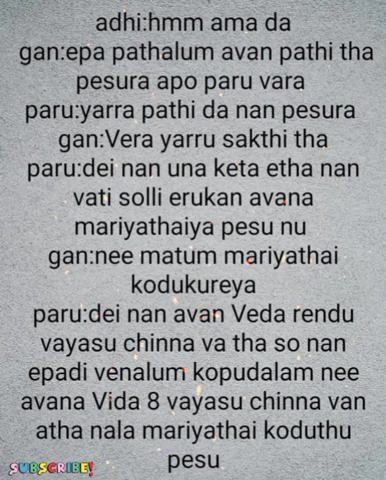 adhi:hmm ama da
gan:epa pathalum avan pathi tha
pesura apo paru vara
paru:yarra pathi da nan pesura
gan:Vera yarru sakthi tha
paru:dei nan una keta etha nan
vati solli erukan avana
mariyathaiya pesu nu
gan:nee matum mariyathai
kodukureya
paru:dei nan avan Veda rendu
vayasu chinna va tha so nan
epadi venalum kopudalam nee
avana Vida 8 vayasu chinna van
atha nala mariyathai koduthu
pesu
SUBSCRIBE!